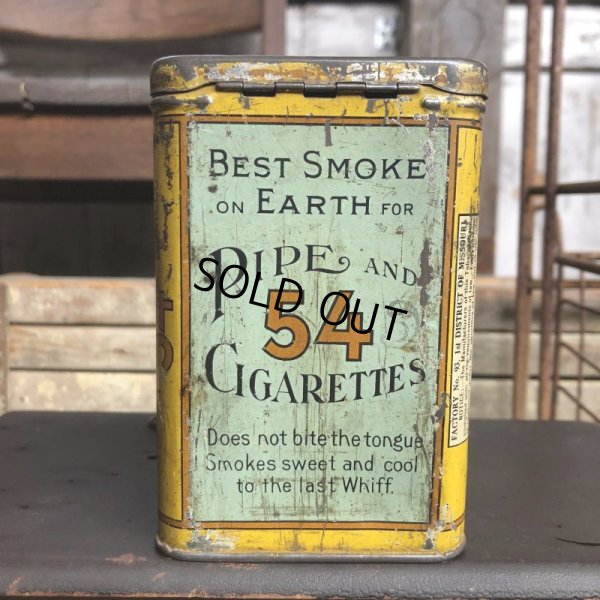 BEST SMOKE
ON EARTH FOR
PIPE AND
54
SOLD OUT
CIGARETTES
Does not bite the tongue
Smokes sweet and cool
to the last Whiff.
FACTORY No. 93, 1st DISTRICT OF MISSOURI